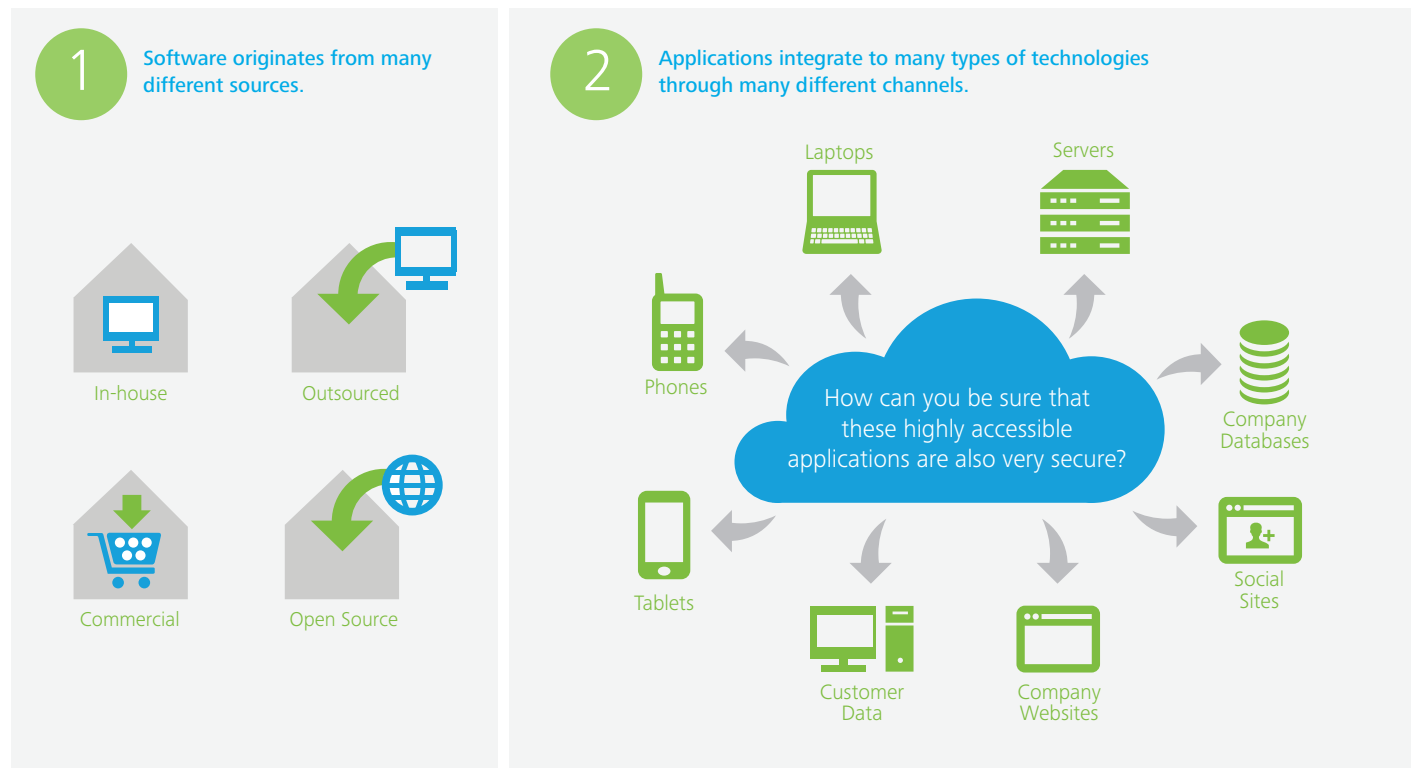 1
Software originates from many
different sources.
In-house
Outsourced
Commercial
Open Source
2
Applications integrate to many types of technologies
through many different channels.
Laptops
Servers
Phones
Company
Databases
How can you be sure that
these highly accessible
applications are also very secure?
Tablets
Social
Sites
Customer
Data
Company
Websites